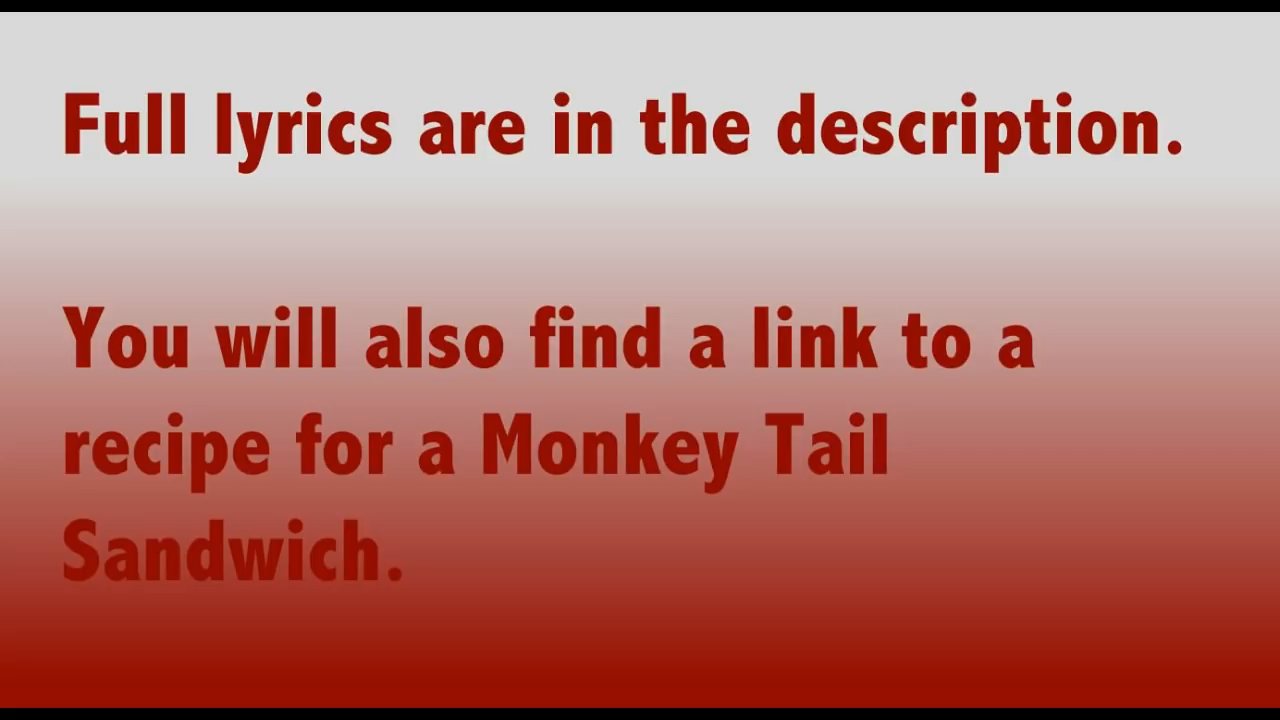 Full lyrics are in the description.
You will also find a link to a
recipe for a Monkey Tail
Sandwich.